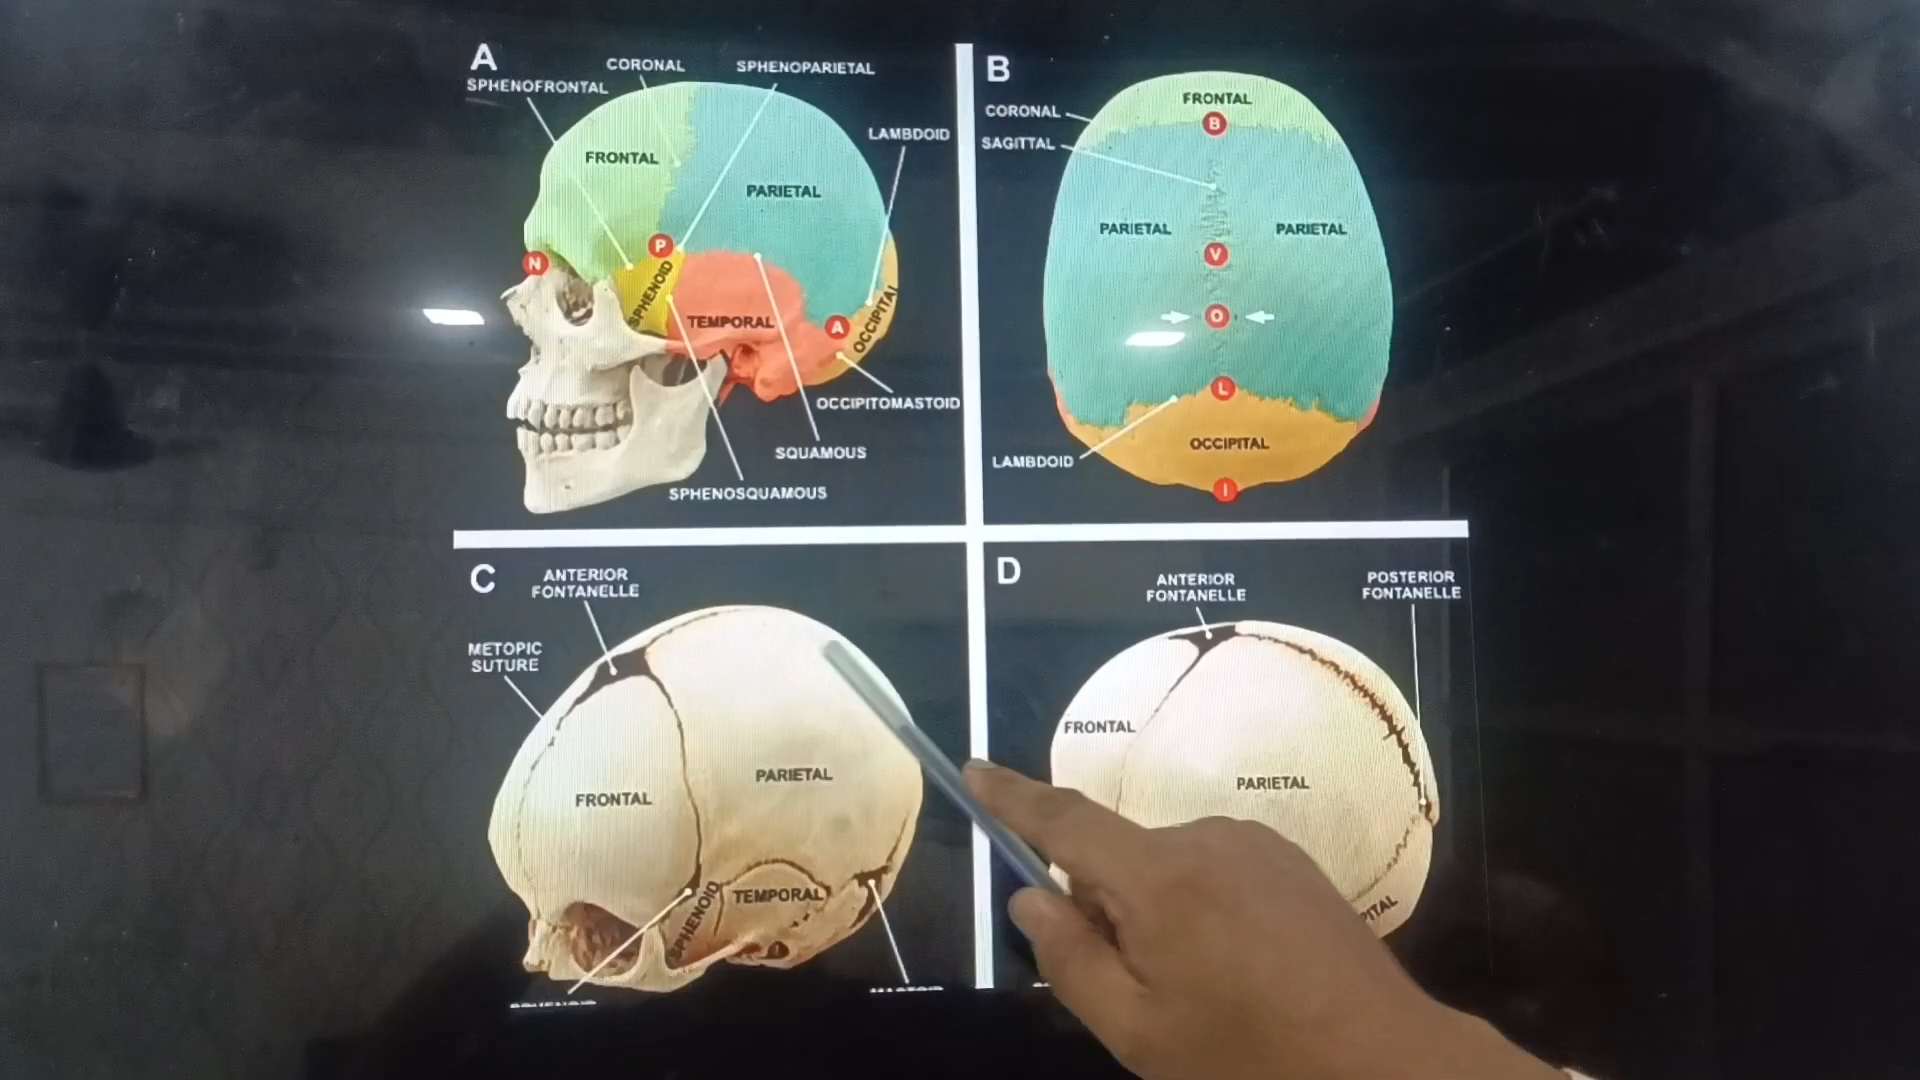 A
CORONAL
SPHENOPARIETAL
SPHENOFRONTAL
LAMBDOID
FRONTAL
PARIETAL
P
N
SPHENOID
TEMPORAL
A
OCCIPITAL
OCCIPITOMASTOID
SQUAMOUS
SPHENOSQUAMOUS
B
FRONTAL
CORONAL
B
SAGITTAL
PARIETAL
PARIETAL
V
O
L
OCCIPITAL
LAMBDOID
I
C
ANTERIOR
FONTANELLE
METOPIC
SUTURE
PARIETAL
FRONTAL
SPHENOID
TEMPORAL
D
ANTERIOR
FONTANELLE
POSTERIOR
FONTANELLE
FRONTAL
PARIETAL
PITAL